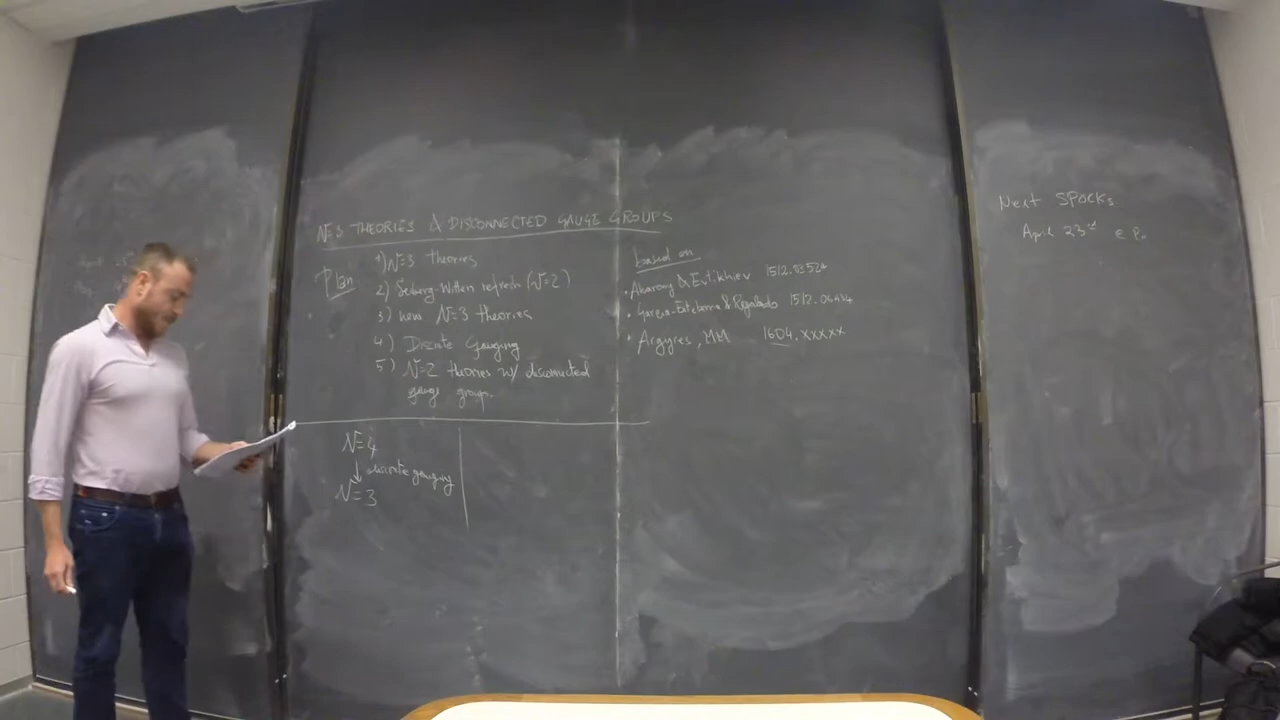 N=3 THEORIES & DISCONNECTED GAUGE GROUPS
Plan
1) N=3 theories
2) Seiberg-Witten refresh (N=2)
3) new N=3 theories
4) Discrete Gauging
5) N=2 theories w/ disconnected
gauge group.
based on
• Aharony & Evtikhiev 1512.03524
• Garcia-Etxebarria & Regalado 1512.06434
• Argyres, MM 1604.xxxxx
N=4
↓ discrete gauging
N=3
Next SPOCKs
April 23rd @